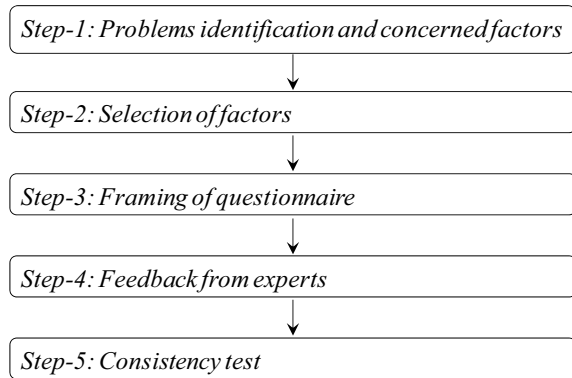 Step-1: Problems identification and concerned factors
Step-2: Selection of factors
Step-3: Framing of questionnaire
Step-4: Feedback from experts
Step-5: Consistency test